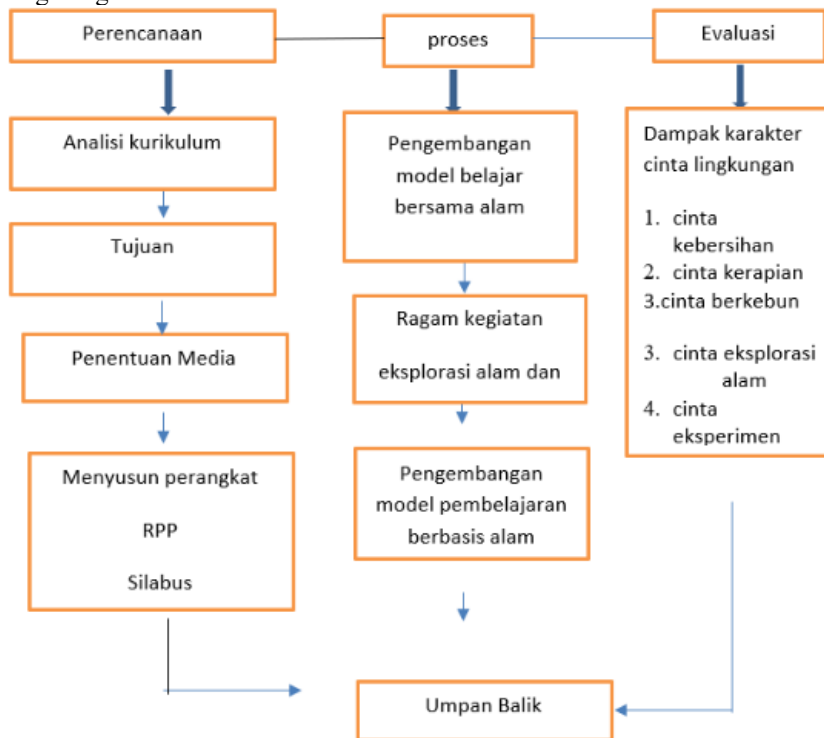 Perencanaan
proses
Evaluasi
Analisi kurikulum
Tujuan
Penentuan Media
Menyusun perangkat
RPP
Silabus
Pengembangan
model belajar
bersama alam
Ragam kegiatan
eksplorasi alam dan
Pengembangan
model pembelajaran
berbasis alam
Dampak karakter
cinta lingkungan
1. cinta
kebersihan
2. cinta kerapian
3.cinta berkebun
3. cinta eksplorasi
alam
4. cinta
eksperimen
Umpan Balik